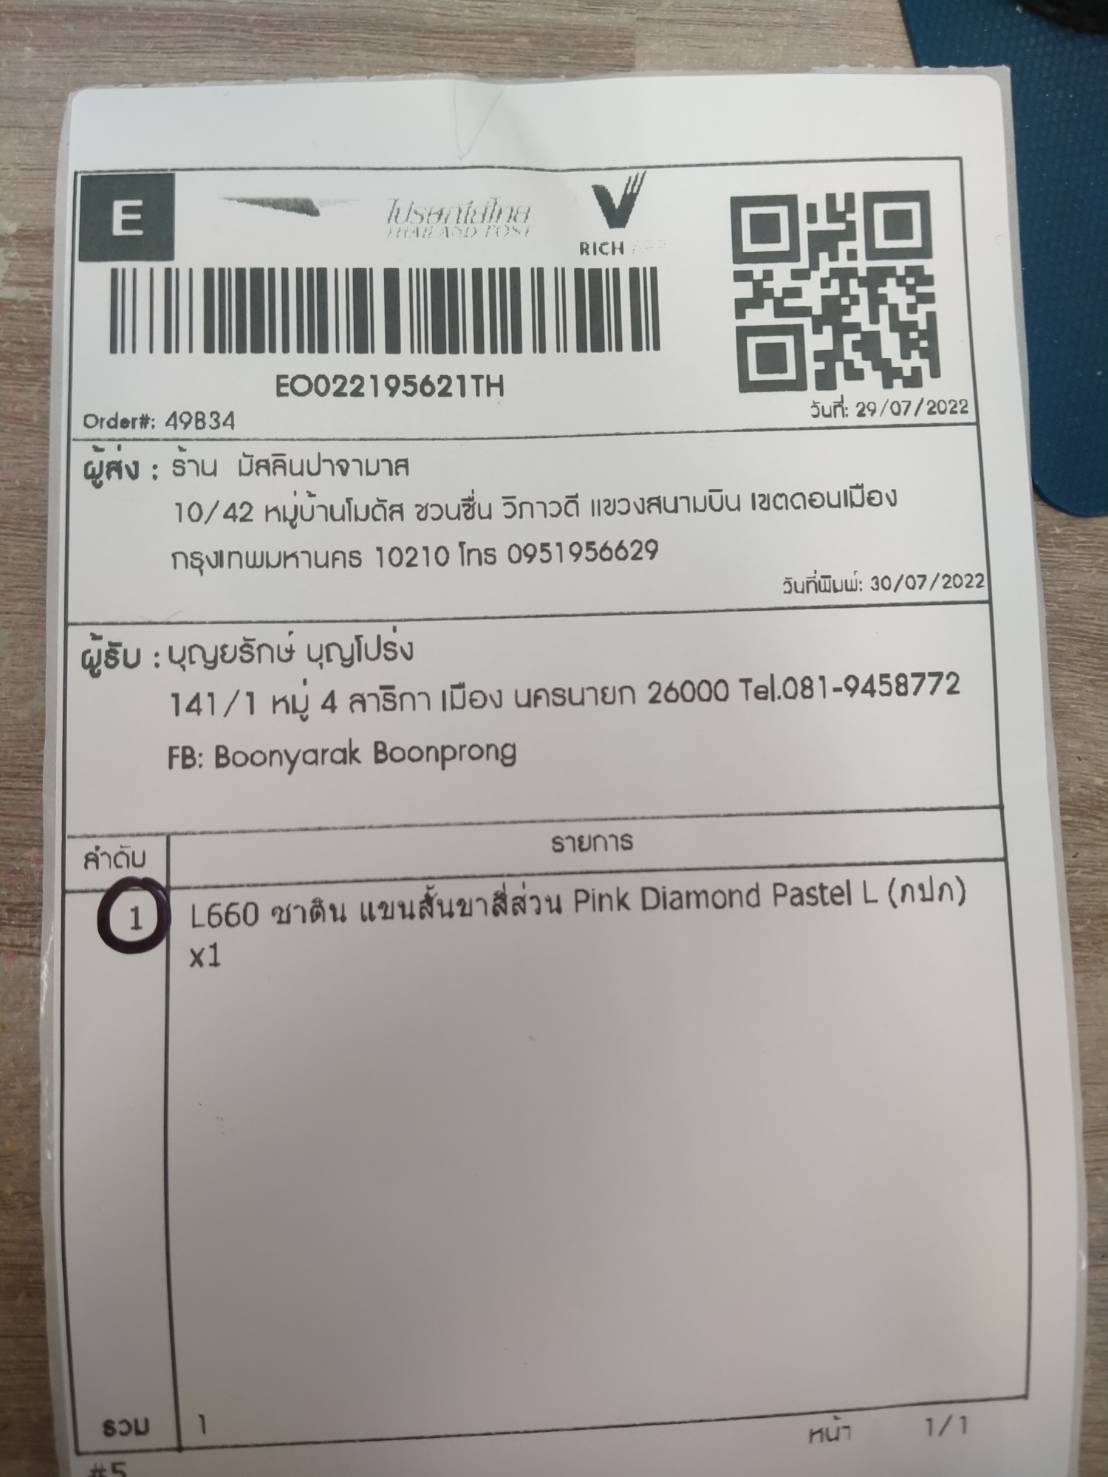 E
ไปรษณีย์ไทย
THAILAND POST
RICH
EO022195621TH
Order#: 49834
วันที่: 29/07/2022
ผู้ส่ง : ร้าน มัสลินปาจามาส
10/42 หมู่บ้านโมดัส ชวนชื่น วิภาวดี แขวงสนามบิน เขตดอนเมือง
กรุงเทพมหานคร 10210 โทร 0951956629
วันที่พิมพ์: 30/07/2022
ผู้รับ : บุญยรักษ์ บุญโปร่ง
141/1 หมู่ 4 สาริกา เมือง นครนายก 26000 Tel.081-9458772
FB: Boonyarak Boonprong
ลำดับ รายการ
1 L660 ซาติน แขนสั้นขาสี่ส่วน Pink Diamond Pastel L (กปก)
x1
รวม 1 หน้า 1/1
#5